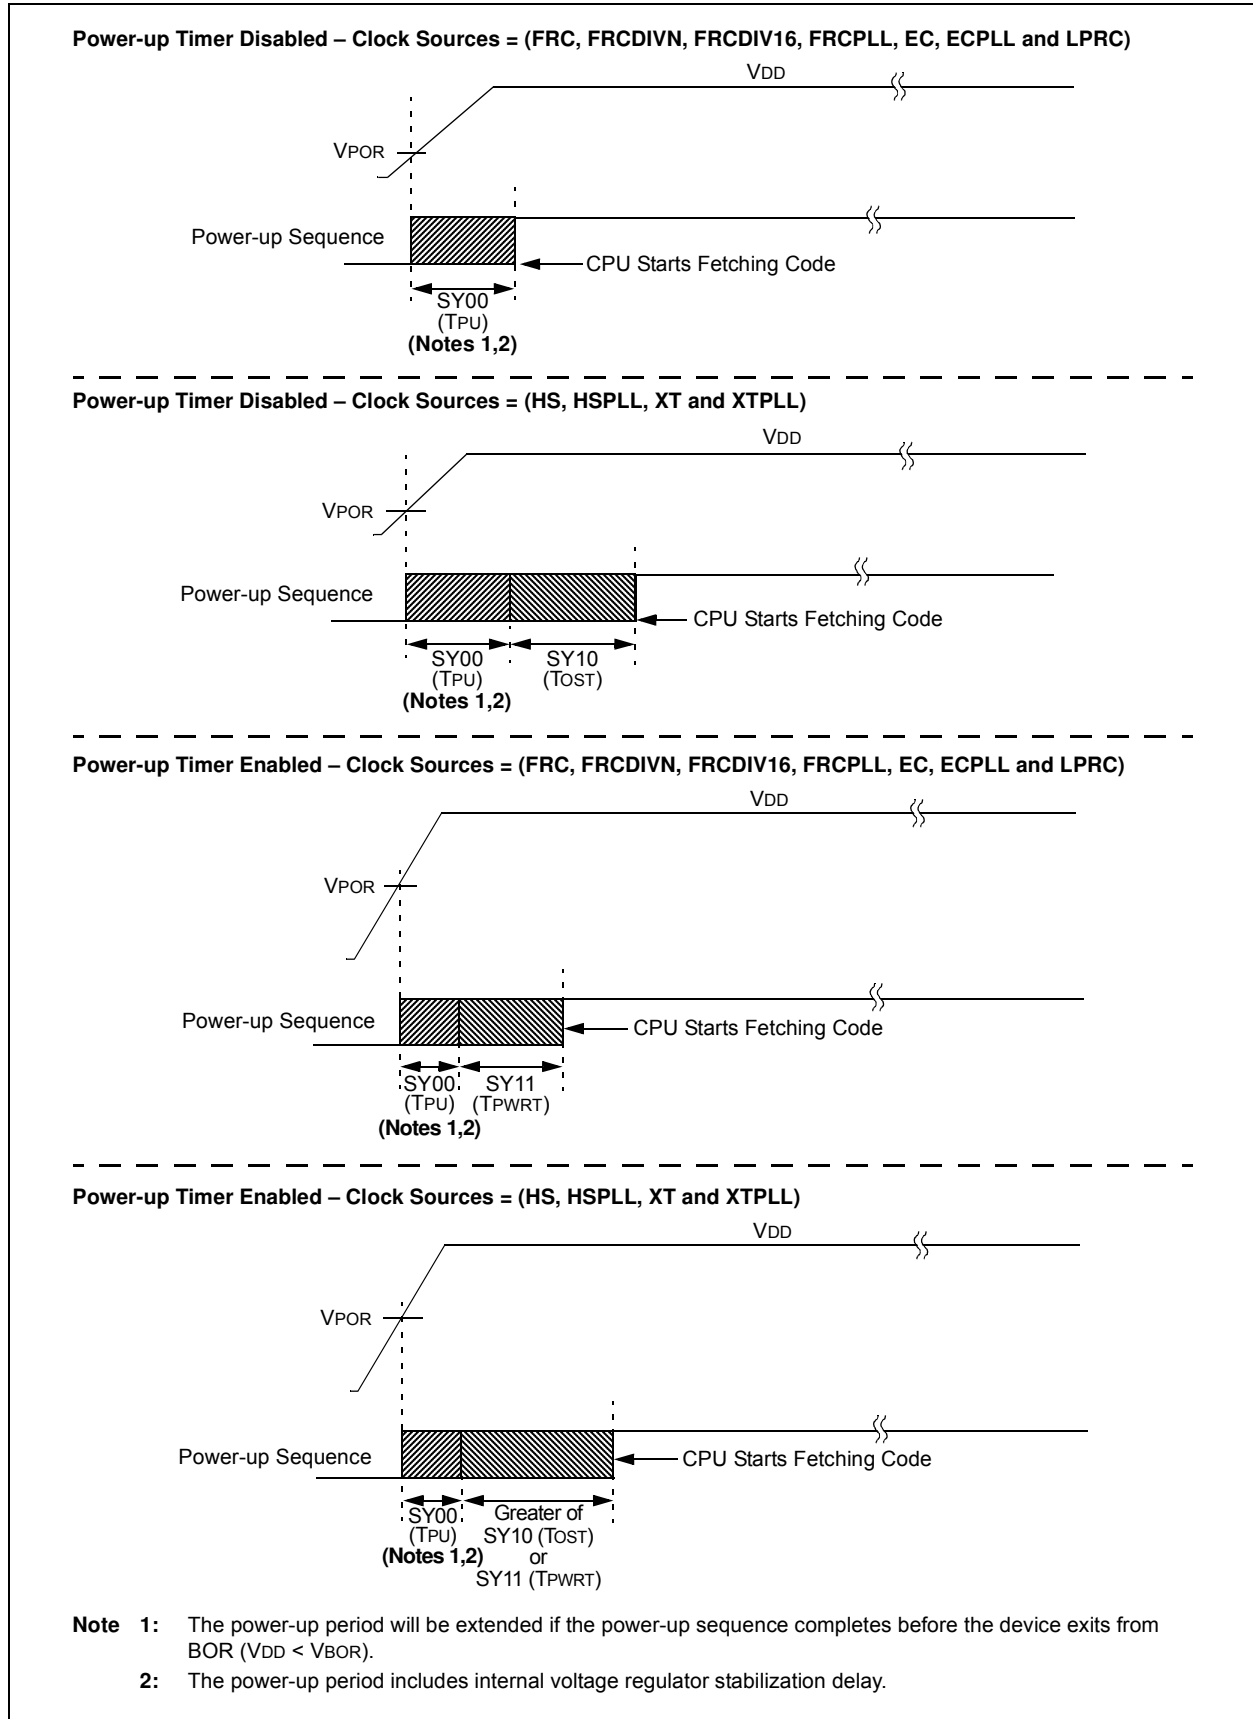 Power-up Timer Disabled – Clock Sources = (FRC, FRCDIVN, FRCDIV16, FRCPLL, EC, ECPLL and LPRC)
VDD
VPOR
Power-up Sequence
CPU Starts Fetching Code
SY00
(TPU)
(Notes 1,2)
Power-up Timer Disabled – Clock Sources = (HS, HSPLL, XT and XTPLL)
VDD
VPOR
Power-up Sequence
CPU Starts Fetching Code
SY00 SY10
(TPU) (TOST)
(Notes 1,2)
Power-up Timer Enabled – Clock Sources = (FRC, FRCDIVN, FRCDIV16, FRCPLL, EC, ECPLL and LPRC)
VDD
VPOR
Power-up Sequence
CPU Starts Fetching Code
SY00 SY11
(TPU) (TPWRT)
(Notes 1,2)
Power-up Timer Enabled – Clock Sources = (HS, HSPLL, XT and XTPLL)
VDD
VPOR
Power-up Sequence
CPU Starts Fetching Code
SY00 Greater of
(TPU) SY10 (TOST)
(Notes 1,2) or
SY11 (TPWRT)
Note 1: The power-up period will be extended if the power-up sequence completes before the device exits from
BOR (VDD < VBOR).
2: The power-up period includes internal voltage regulator stabilization delay.